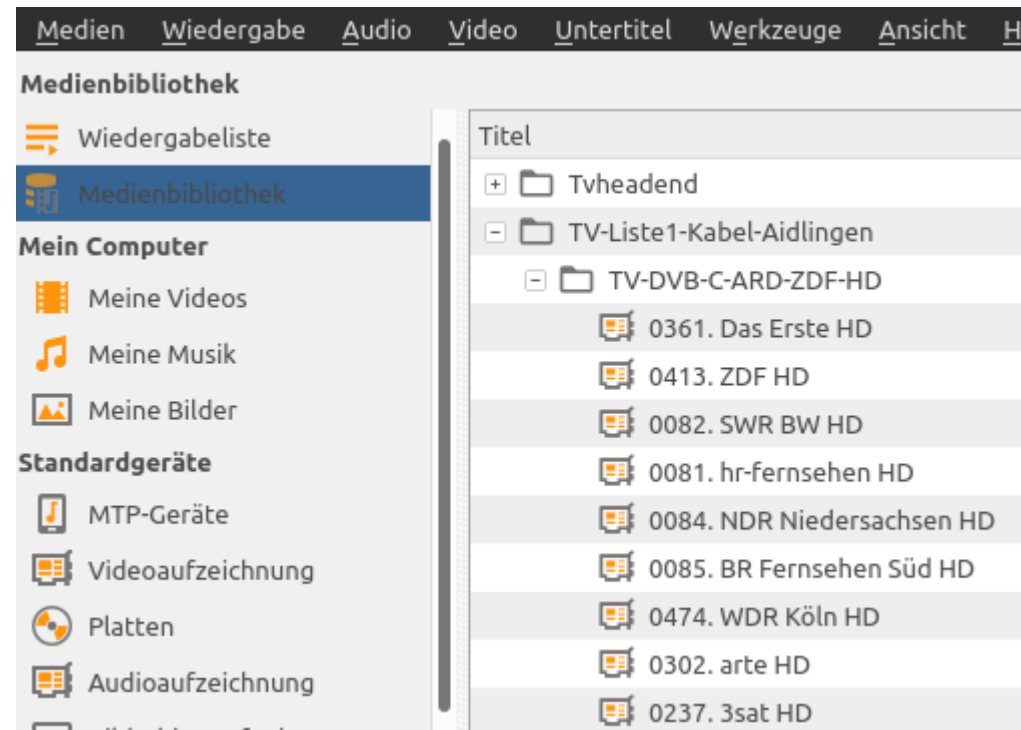 Medien Wiedergabe Audio Video Untertitel Werkzeuge Ansicht H
Medienbibliothek
Wiedergabeliste
Medienbibliothek
Mein Computer
Meine Videos
Meine Musik
Meine Bilder
Standardgeräte
MTP-Geräte
Videoaufzeichnung
Platten
Audioaufzeichnung
Titel
Tvheadend
TV-Liste1-Kabel-Aidlingen
TV-DVB-C-ARD-ZDF-HD
0361. Das Erste HD
0413. ZDF HD
0082. SWR BW HD
0081. hr-fernsehen HD
0084. NDR Niedersachsen HD
0085. BR Fernsehen Süd HD
0474. WDR Köln HD
0302. arte HD
0237. 3sat HD